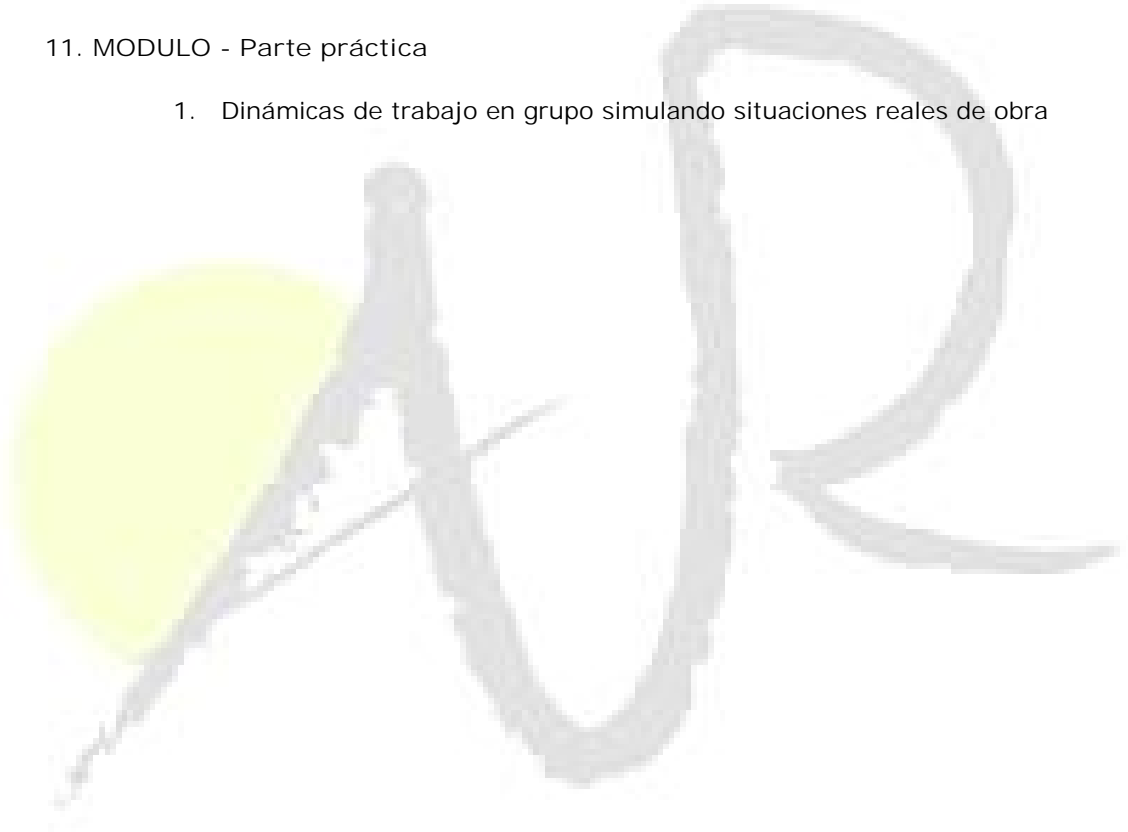 11. MODULO - Parte práctica
1. Dinámicas de trabajo en grupo simulando situaciones reales de obra